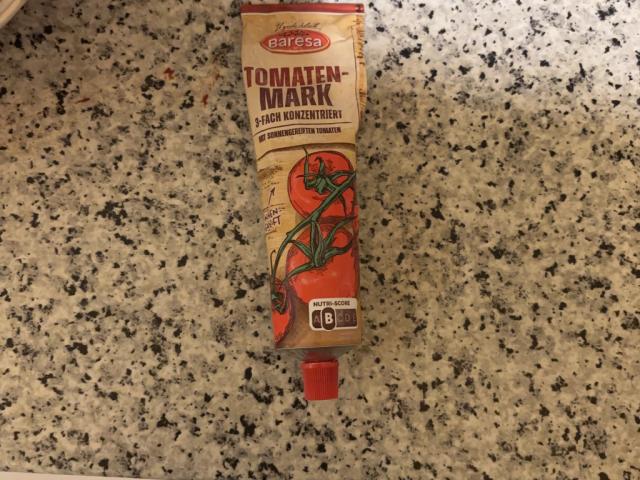 Baresa
TOMATEN-
MARK
3-FACH KONZENTRIERT
MIT SONNENGEREIFTEN TOMATEN
NUTRI-SCORE
A B C D E